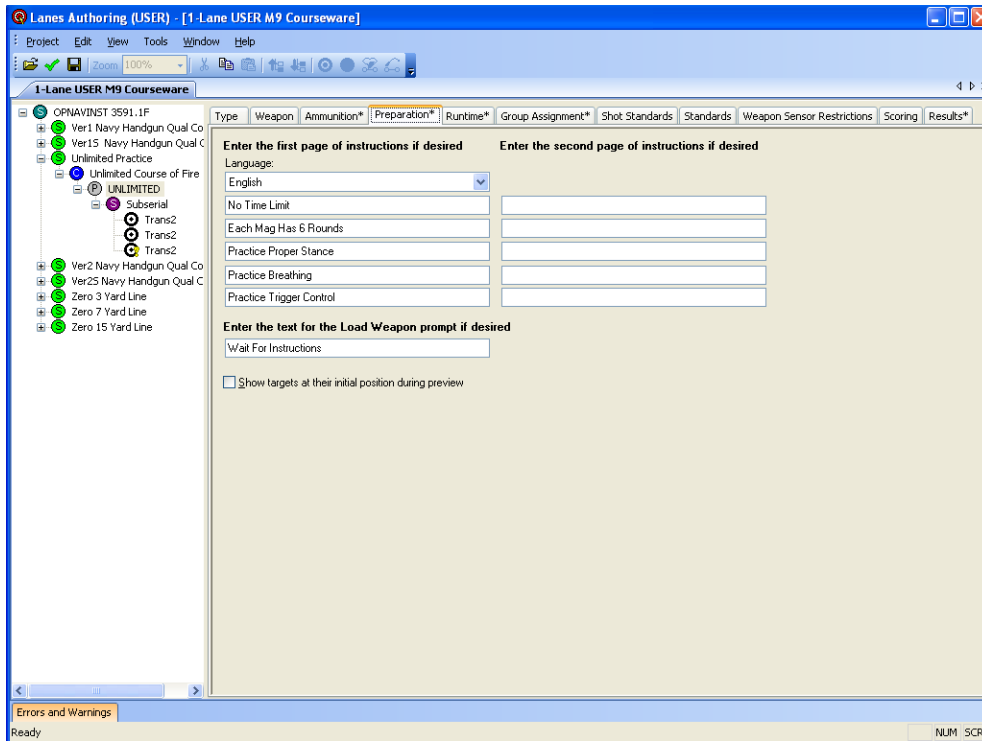 Lanes Authoring (USER) - [1-Lane USER M9 Courseware]
Project Edit View Tools Window Help
Zoom 100%
1-Lane USER M9 Courseware
OPNAVINST 3591.1F
Ver1 Navy Handgun Qual Co
Ver1S Navy Handgun Qual C
Unlimited Practice
Unlimited Course of Fire
UNLIMITED
Subserial
Trans2
Trans2
Trans2
Ver2 Navy Handgun Qual Co
Ver2S Navy Handgun Qual C
Zero 3 Yard Line
Zero 7 Yard Line
Zero 15 Yard Line
Type Weapon Ammunition* Preparation* Runtime* Group Assignment* Shot Standards Standards Weapon Sensor Restrictions Scoring Results*
Enter the first page of instructions if desired Enter the second page of instructions if desired
Language:
English
No Time Limit
Each Mag Has 6 Rounds
Practice Proper Stance
Practice Breathing
Practice Trigger Control
Enter the text for the Load Weapon prompt if desired
Wait For Instructions
Show targets at their initial position during preview
Errors and Warnings
Ready NUM SCR